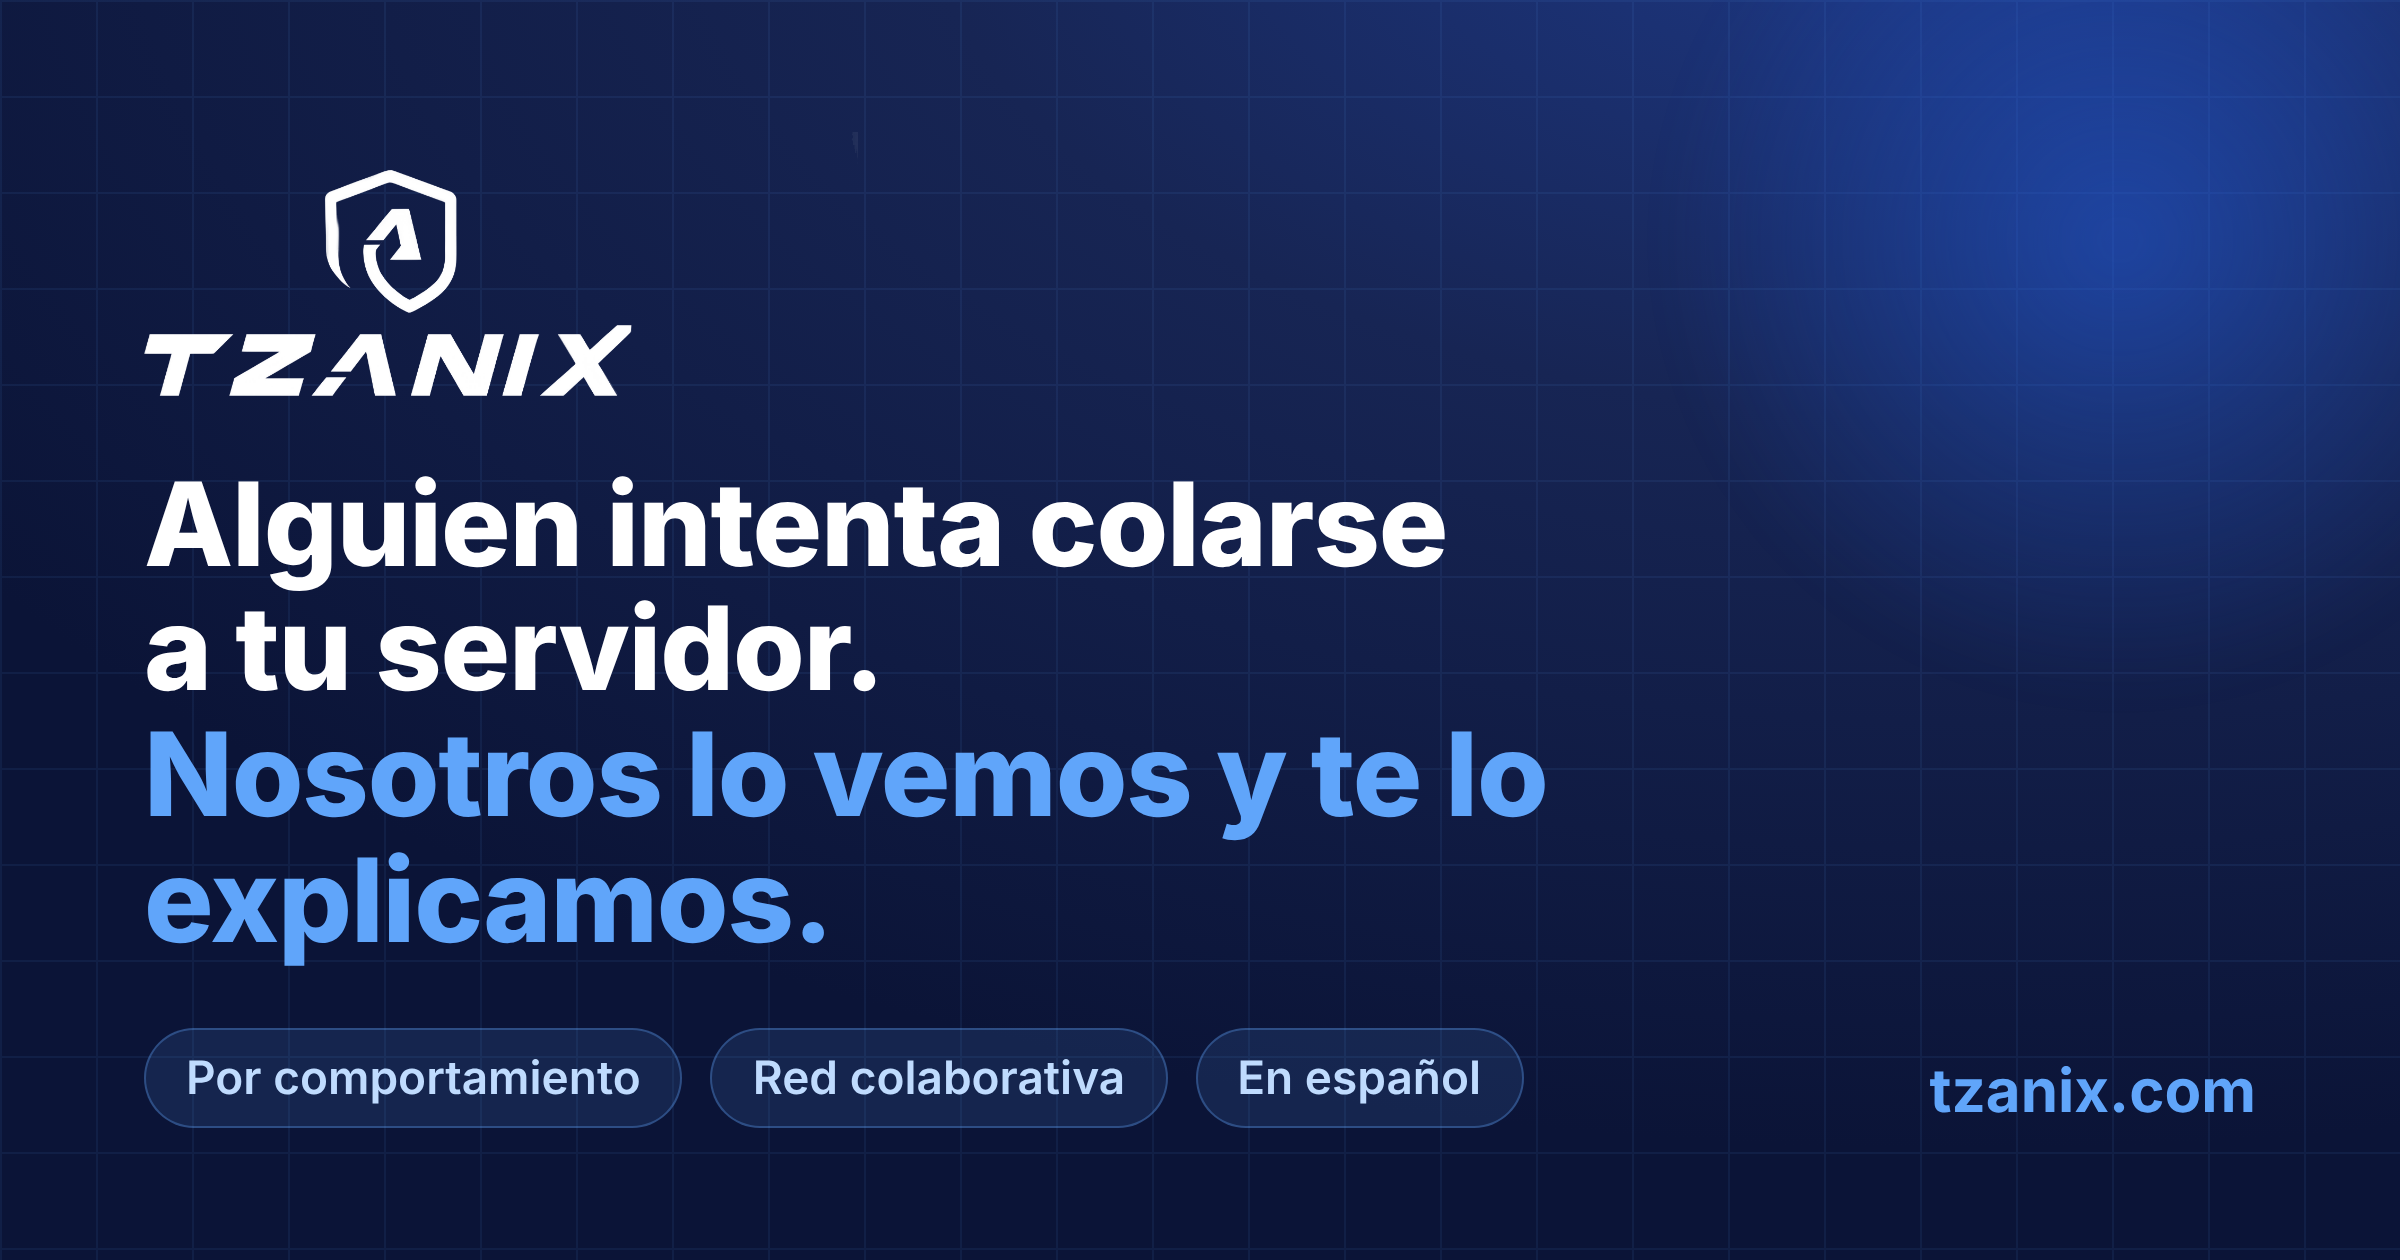 TZANIX
Alguien intenta colarse
a tu servidor.
Nosotros lo vemos y te lo
explicamos.
Por comportamiento
Red colaborativa
En español
tzanix.com